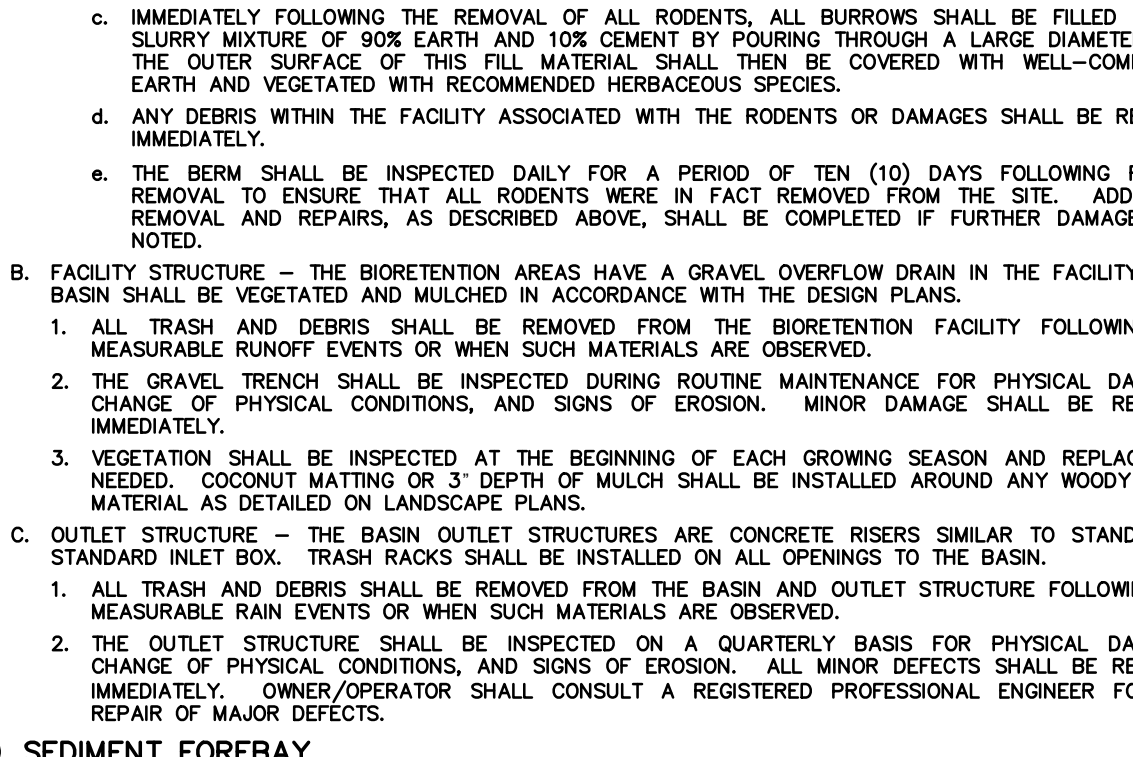 c. IMMEDIATELY FOLLOWING THE REMOVAL OF ALL RODENTS, ALL BURROWS SHALL BE FILLED
SLURRY MIXTURE OF 90% EARTH AND 10% CEMENT BY POURING THROUGH A LARGE DIAMETE
THE OUTER SURFACE OF THIS FILL MATERIAL SHALL THEN BE COVERED WITH WELL-COM
EARTH AND VEGETATED WITH RECOMMENDED HERBACEOUS SPECIES.
d. ANY DEBRIS WITHIN THE FACILITY ASSOCIATED WITH THE RODENTS OR DAMAGES SHALL BE RE
IMMEDIATELY.
e. THE BERM SHALL BE INSPECTED DAILY FOR A PERIOD OF TEN (10) DAYS FOLLOWING
REMOVAL TO ENSURE THAT ALL RODENTS WERE IN FACT REMOVED FROM THE SITE. ADD
REMOVAL AND REPAIRS, AS DESCRIBED ABOVE, SHALL BE COMPLETED IF FURTHER DAMAGE
NOTED.
B. FACILITY STRUCTURE – THE BIORETENTION AREAS HAVE A GRAVEL OVERFLOW DRAIN IN THE FACILITY
BASIN SHALL BE VEGETATED AND MULCHED IN ACCORDANCE WITH THE DESIGN PLANS.
1. ALL TRASH AND DEBRIS SHALL BE REMOVED FROM THE BIORETENTION FACILITY FOLLOWIN
MEASURABLE RUNOFF EVENTS OR WHEN SUCH MATERIALS ARE OBSERVED.
2. THE GRAVEL TRENCH SHALL BE INSPECTED DURING ROUTINE MAINTENANCE FOR PHYSICAL DA
CHANGE OF PHYSICAL CONDITIONS, AND SIGNS OF EROSION. MINOR DAMAGE SHALL BE RE
IMMEDIATELY.
3. VEGETATION SHALL BE INSPECTED AT THE BEGINNING OF EACH GROWING SEASON AND REPLAC
NEEDED. COCONUT MATTING OR 3" DEPTH OF MULCH SHALL BE INSTALLED AROUND ANY WOODY
MATERIAL AS DETAILED ON LANDSCAPE PLANS.
C. OUTLET STRUCTURE – THE BASIN OUTLET STRUCTURES ARE CONCRETE RISERS SIMILAR TO STAND
STANDARD INLET BOX. TRASH RACKS SHALL BE INSTALLED ON ALL OPENINGS TO THE BASIN.
1. ALL TRASH AND DEBRIS SHALL BE REMOVED FROM THE BASIN AND OUTLET STRUCTURE FOLLOWI
MEASURABLE RAIN EVENTS OR WHEN SUCH MATERIALS ARE OBSERVED.
2. THE OUTLET STRUCTURE SHALL BE INSPECTED ON A QUARTERLY BASIS FOR PHYSICAL DA
CHANGE OF PHYSICAL CONDITIONS, AND SIGNS OF EROSION. ALL MINOR DEFECTS SHALL BE RE
IMMEDIATELY. OWNER/OPERATOR SHALL CONSULT A REGISTERED PROFESSIONAL ENGINEER FO
REPAIR OF MAJOR DEFECTS.
SEDIMENT FOREBAY